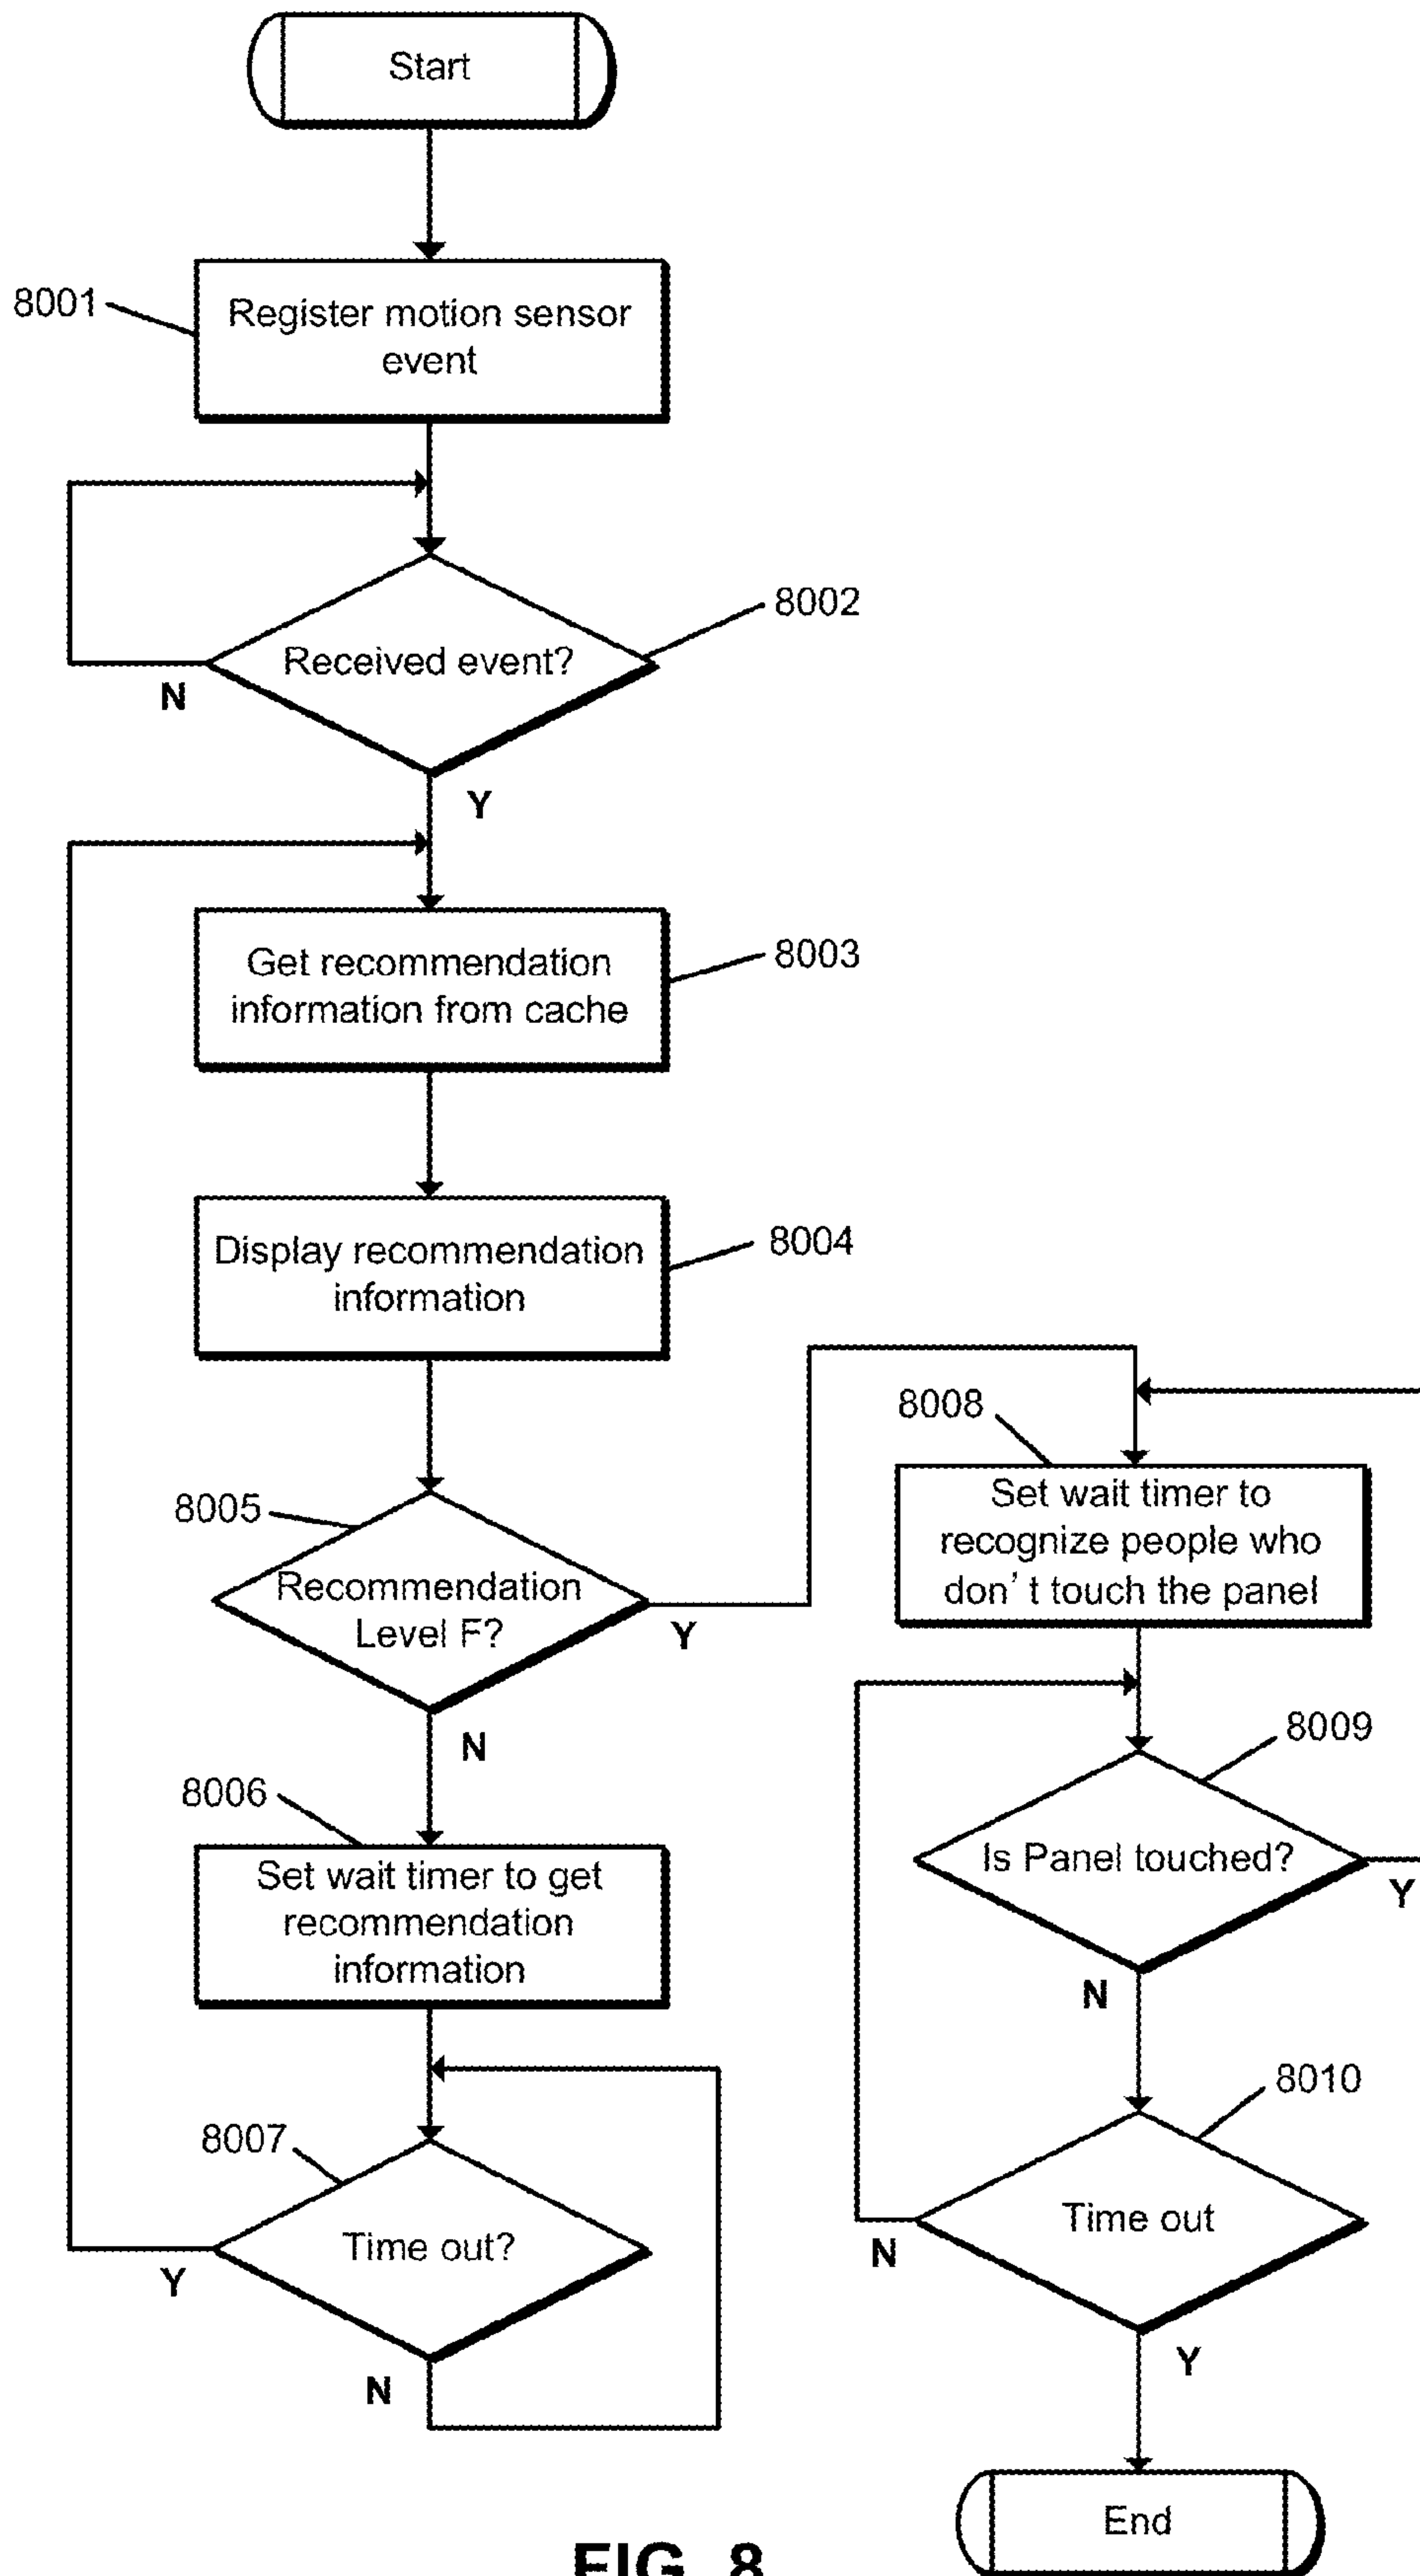 Start
8001
Register motion sensor
event
8002
Received event?
N
Y
8003
Get recommendation
information from cache
8004
Display recommendation
information
8005
Recommendation
Level F?
Y
N
8006
Set wait timer to get
recommendation
information
8007
Time out?
Y
N
8008
Set wait timer to
recognize people who
don't touch the panel
8009
Is Panel touched?
Y
N
8010
Time out
N
Y
End
FIG. 8